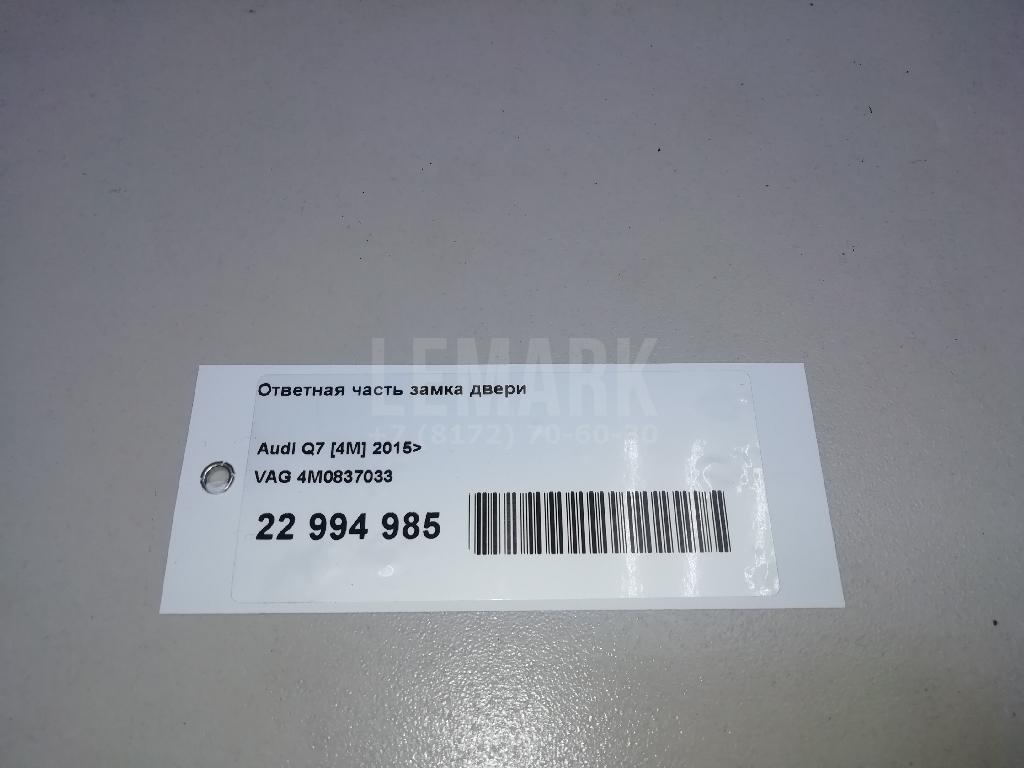 LEMARK
+7 (8172) 70-60-30
Ответная часть замка двери
Audi Q7 [4M] 2015>
VAG 4M0837033
22 994 985